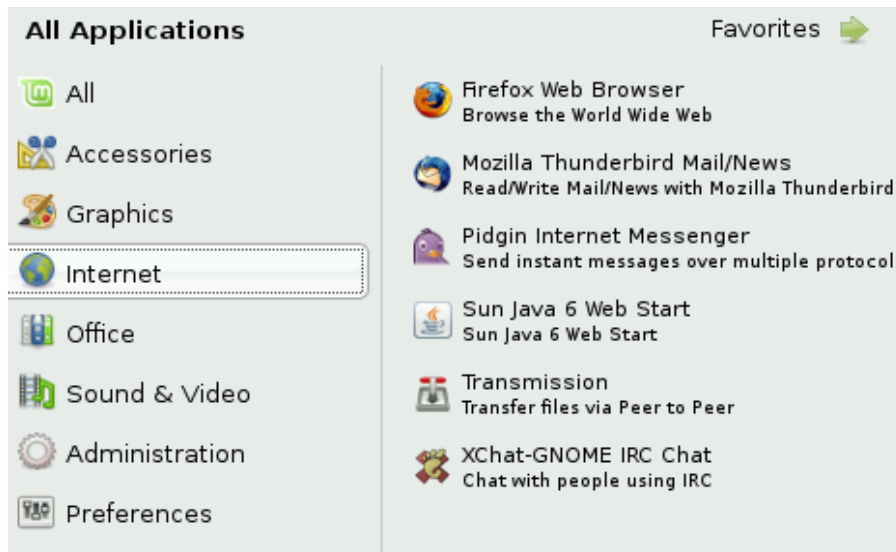 All Applications
Favorites
All
Accessories
Graphics
Internet
Office
Sound & Video
Administration
Preferences
Firefox Web Browser
Browse the World Wide Web
Mozilla Thunderbird Mail/News
Read/Write Mail/News with Mozilla Thunderbird
Pidgin Internet Messenger
Send instant messages over multiple protocol
Sun Java 6 Web Start
Sun Java 6 Web Start
Transmission
Transfer files via Peer to Peer
XChat-GNOME IRC Chat
Chat with people using IRC